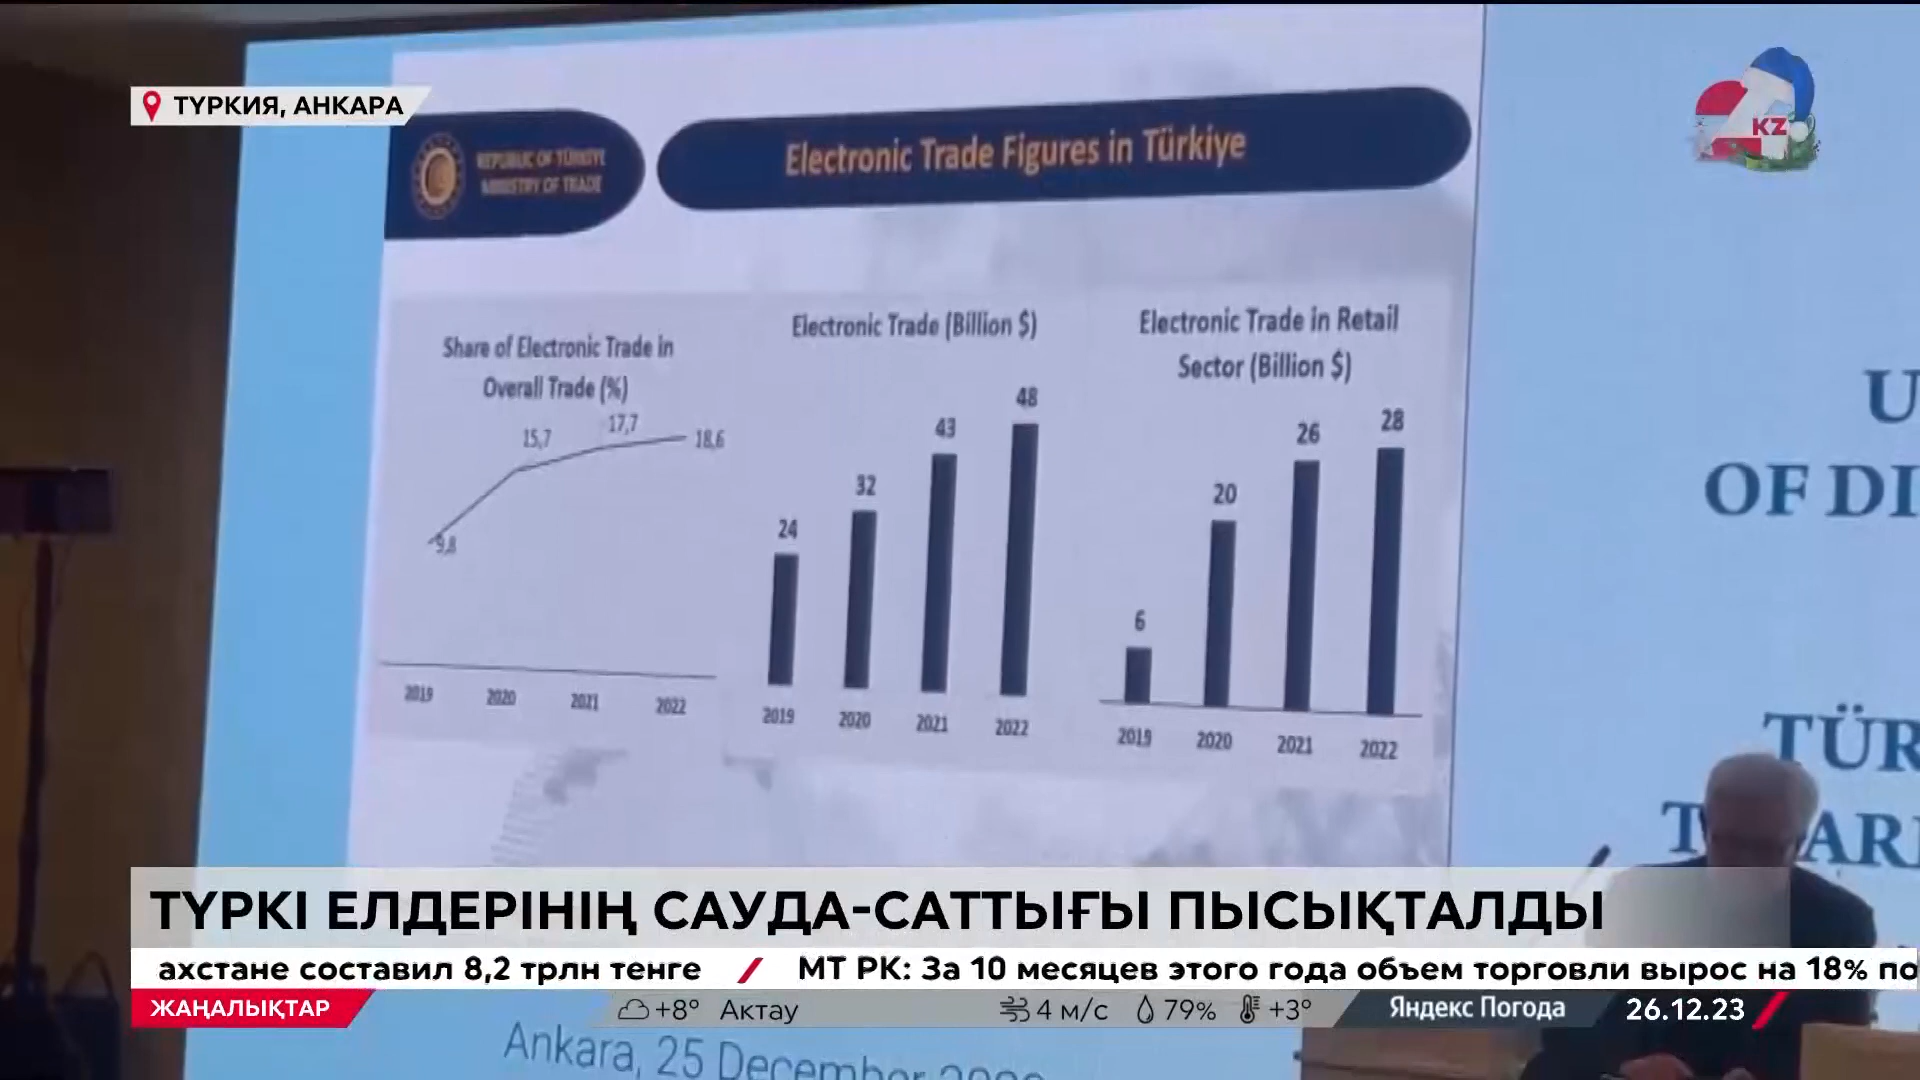 ТҮРКИЯ, АНКАРА
24 KZ
REPUBLIC OF TÜRKİYE
MINISTRY OF TRADE
Electronic Trade Figures in Türkiye
Share of Electronic Trade in
Overall Trade (%)
9,8
15,7
17,7
18,6
2019 2020 2021 2022
Electronic Trade (Billion $)
24
32
43
48
2019 2020 2021 2022
Electronic Trade in Retail
Sector (Billion $)
6
20
26
28
2019 2020 2021 2022
U
OF DI
TÜR
ТҮРКІ ЕЛДЕРІНІҢ САУДА-САТТЫҒЫ ПЫСЫҚТАЛДЫ
ахстане составил 8,2 трлн тенге / МТ РК: За 10 месяцев этого года объем торговли вырос на 18% по
ЖАҢАЛЫҚТАР
+8° Актау 4 м/с 79% +3° Яндекс Погода 26.12.23
Ankara, 25 December